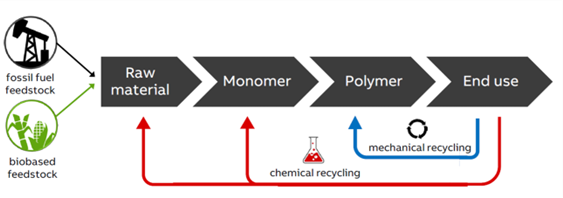 fossil fuel
feedstock
biobased
feedstock
Raw
material
Monomer
Polymer
End use
mechanical recycling
chemical recycling